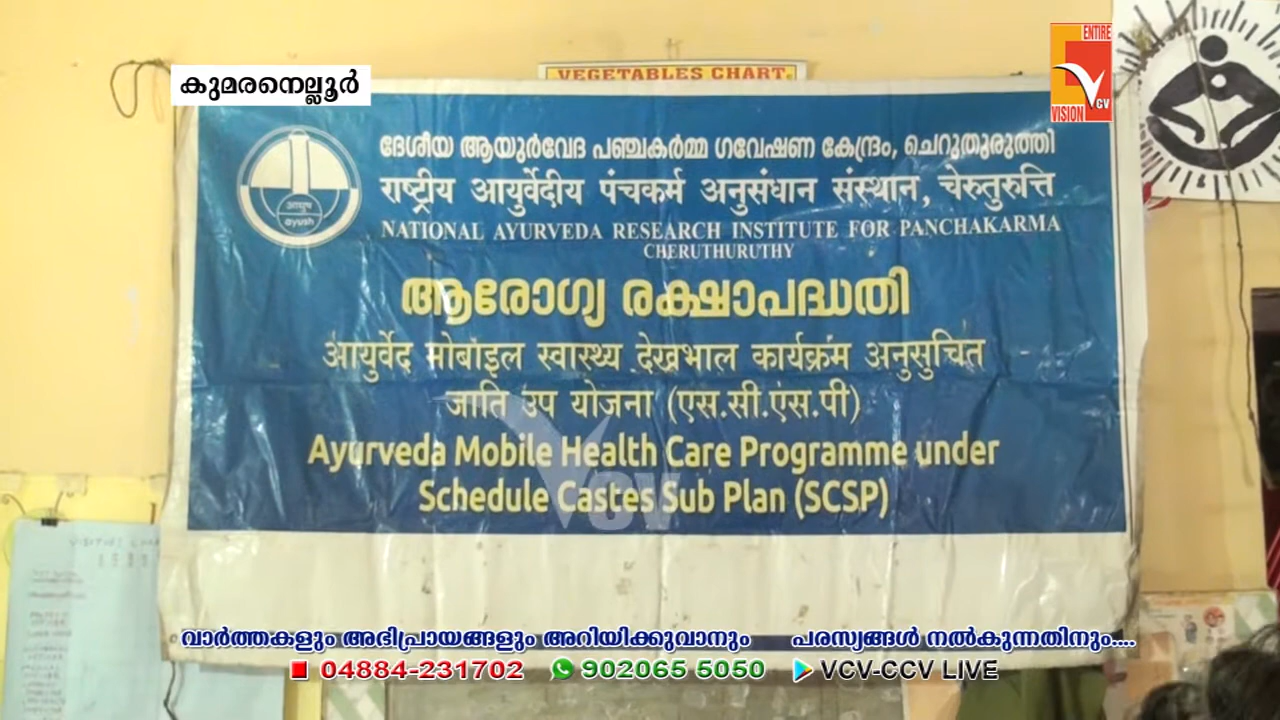 ENTIRE
VCV
VISION
കുമരനെല്ലൂർ
VEGETABLES CHART
ദേശീയ ആയുർവേദ പഞ്ചകർമ്മ ഗവേഷണ കേന്ദ്രം, ചെറുതുരുത്തി
राष्ट्रीय आयुर्वेदीय पंचकर्म अनुसंधान संस्थान, चेरुतुरुत्ति
NATIONAL AYURVEDA RESEARCH INSTITUTE FOR PANCHAKARMA
CHERUTHURUTHY
आयुष
ayush
ആരോഗ്യ രക്ഷാപദ്ധതി
आयुर्वेद मोबाइल स्वास्थ्य देखभाल कार्यक्रम अनुसुचित
जाति उप योजना (एस.सी.एस.पी)
Ayurveda Mobile Health Care Programme under
Schedule Castes Sub Plan (SCSP)
VCV
വാർത്തകളും അഭിപ്രായങ്ങളും അറിയിക്കുവാനും പരസ്യങ്ങൾ നൽകുന്നതിനും....
04884-231702 902065 5050 VCV-CCV LIVE